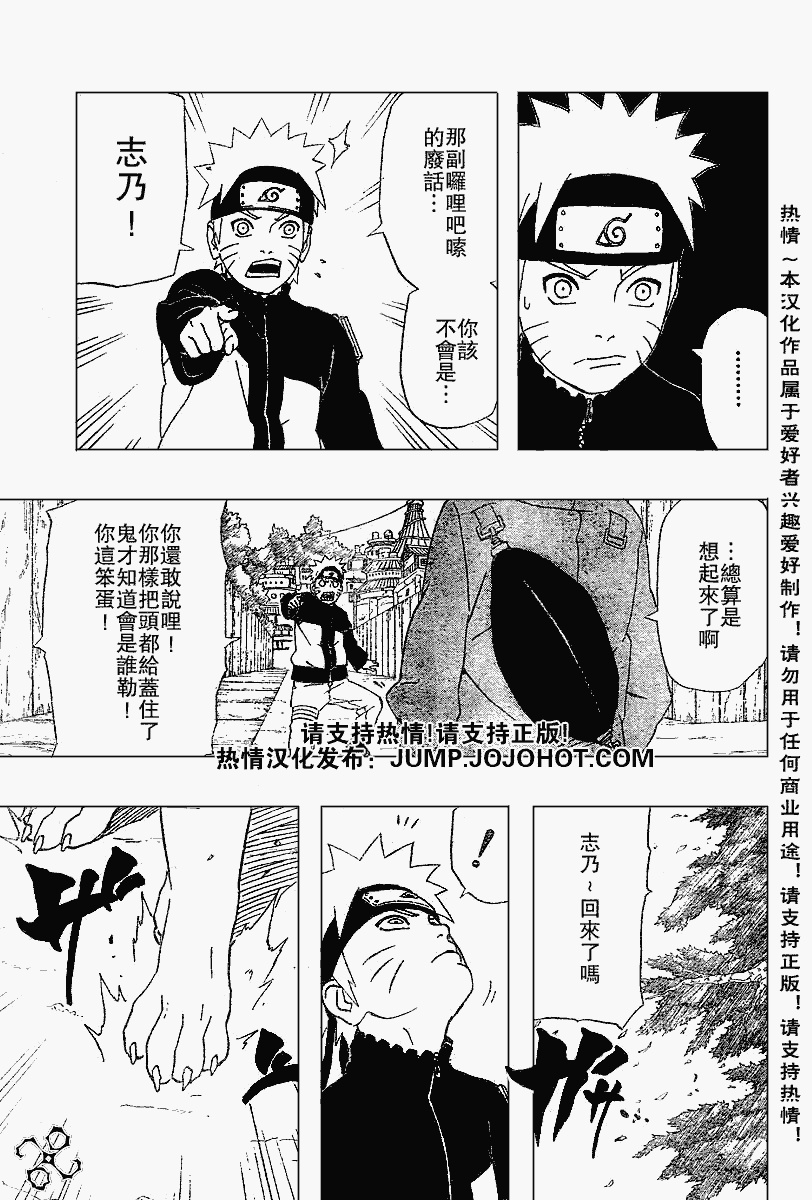 ………
那副囉哩吧嗦
的廢話…
你該
不會是…
志乃！
…總算是
想起來了啊
你還敢說哩！
你那樣把頭都給蓋住了
鬼才知道會是誰勒！
你這笨蛋！
请支持热情!请支持正版!
热情汉化发布：JUMP.JOJOHOT.COM
志乃~回來了嗎
ザ
！
ザ
热情~本汉化作品属于爱好者兴趣爱好制作！请勿用于任何商业用途！请支持正版！请支持热情！